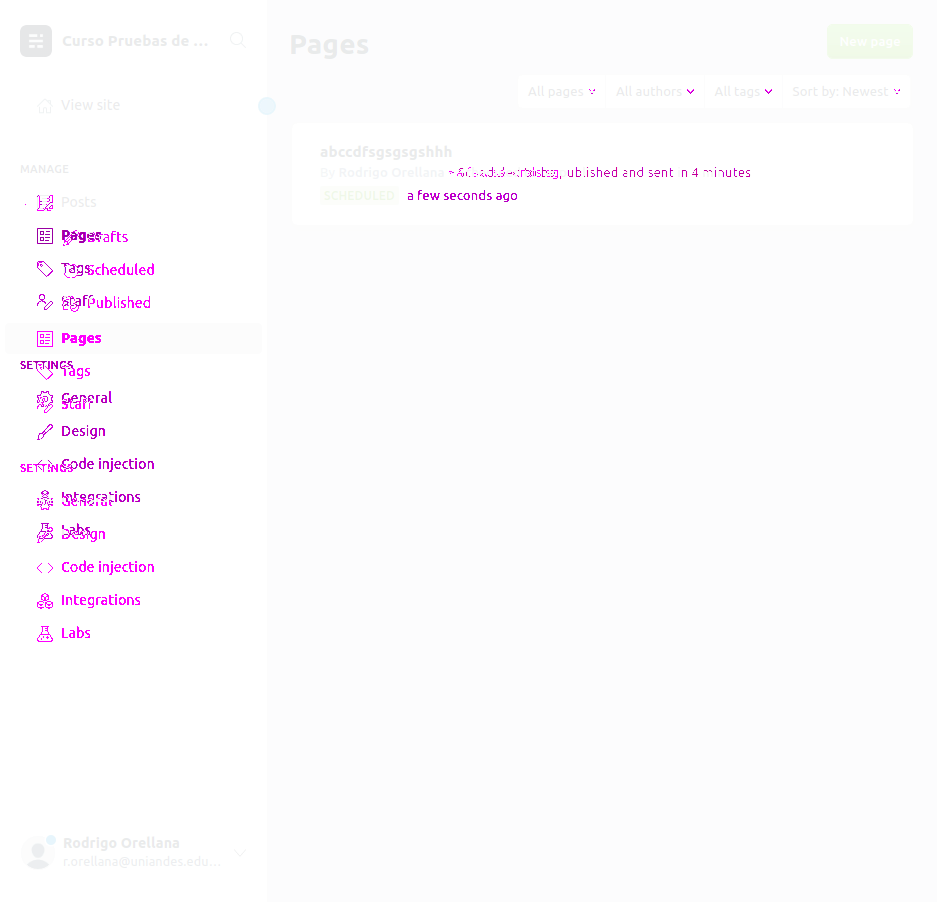 Curso Pruebas de ...
View site
MANAGE
Posts
Pages
Drafts
Tags
Scheduled
Staff
Published
Pages
SETTINGS
Tags
General
Staff
Design
Code injection
SETTINGS
Integrations
General
Labs
Design
Code injection
Integrations
Labs
Rodrigo Orellana
r.orellana@uniandes.edu...
Pages
New page
All pages
All authors
All tags
Sort by: Newest
abccdfsgsgsgshhh
By Rodrigo Orellana
and sent in 4 minutes
SCHEDULED a few seconds ago